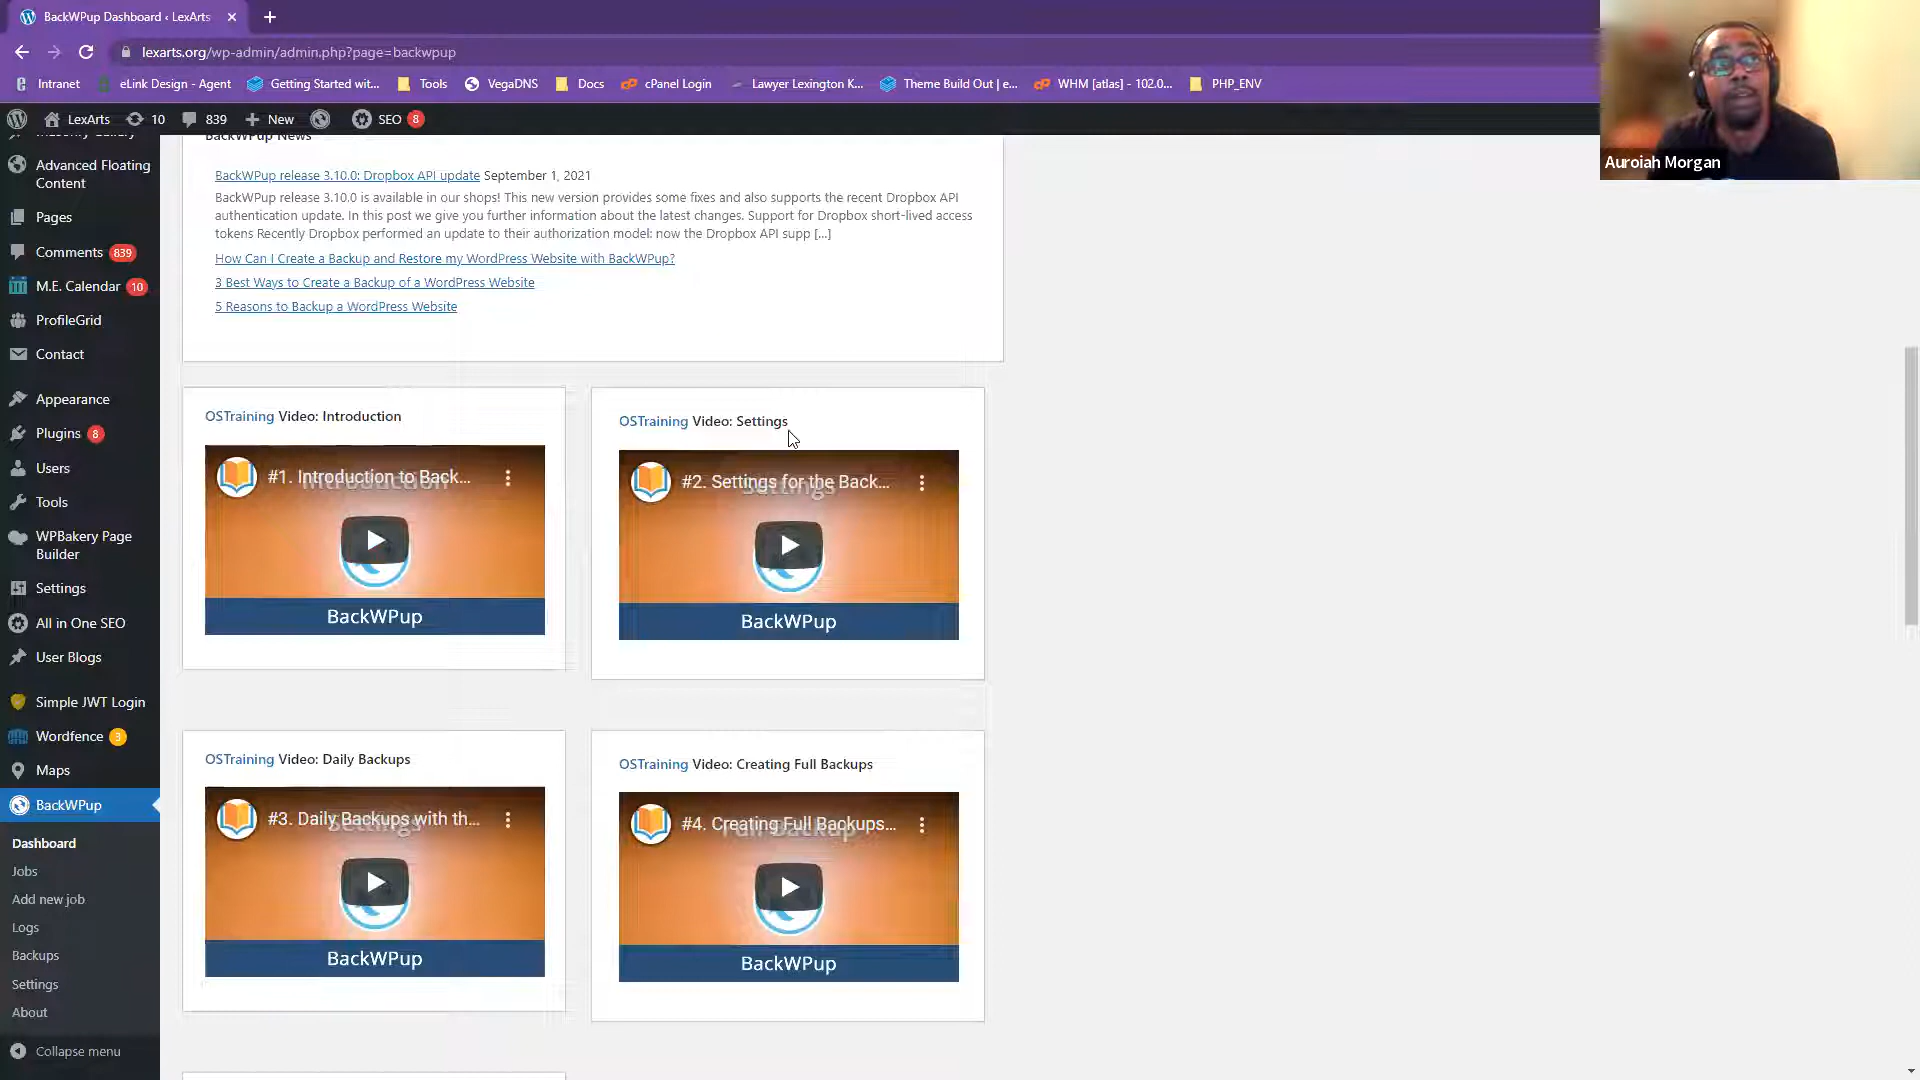 BackWPup Dashboard ‹ LexArts
lexarts.org/wp-admin/admin.php?page=backwpup
Intranet
eLink Design - Agent
Getting Started wit...
Tools
VegaDNS
Docs
cPanel Login
Lawyer Lexington K...
Theme Build Out | e...
WHM [atlas] - 102.0...
PHP_ENV
LexArts
10
839
New
SEO 8
Auroiah Morgan
Advanced Floating
Content
Pages
Comments 839
M.E. Calendar 10
ProfileGrid
Contact
Appearance
Plugins 8
Users
Tools
WPBakery Page
Builder
Settings
All in One SEO
User Blogs
Simple JWT Login
Wordfence 3
Maps
BackWPup
Dashboard
Jobs
Add new job
Logs
Backups
Settings
About
Collapse menu
BackWPup News
BackWPup release 3.10.0: Dropbox API update September 1, 2021
BackWPup release 3.10.0 is available in our shops! This new version provides some fixes and also supports the recent Dropbox API
authentication update. In this post we give you further information about the latest changes. Support for Dropbox short-lived access
tokens Recently Dropbox performed an update to their authorization model: now the Dropbox API supp [...]
How Can I Create a Backup and Restore my WordPress Website with BackWPup?
3 Best Ways to Create a Backup of a WordPress Website
5 Reasons to Backup a WordPress Website
OSTraining Video: Introduction
#1. Introduction to Back...
Introduction
BackWPup
OSTraining Video: Settings
#2. Settings for the Back...
Settings
BackWPup
OSTraining Video: Daily Backups
#3. Daily Backups with th...
Settings
BackWPup
OSTraining Video: Creating Full Backups
#4. Creating Full Backups...
Full Backup
BackWPup